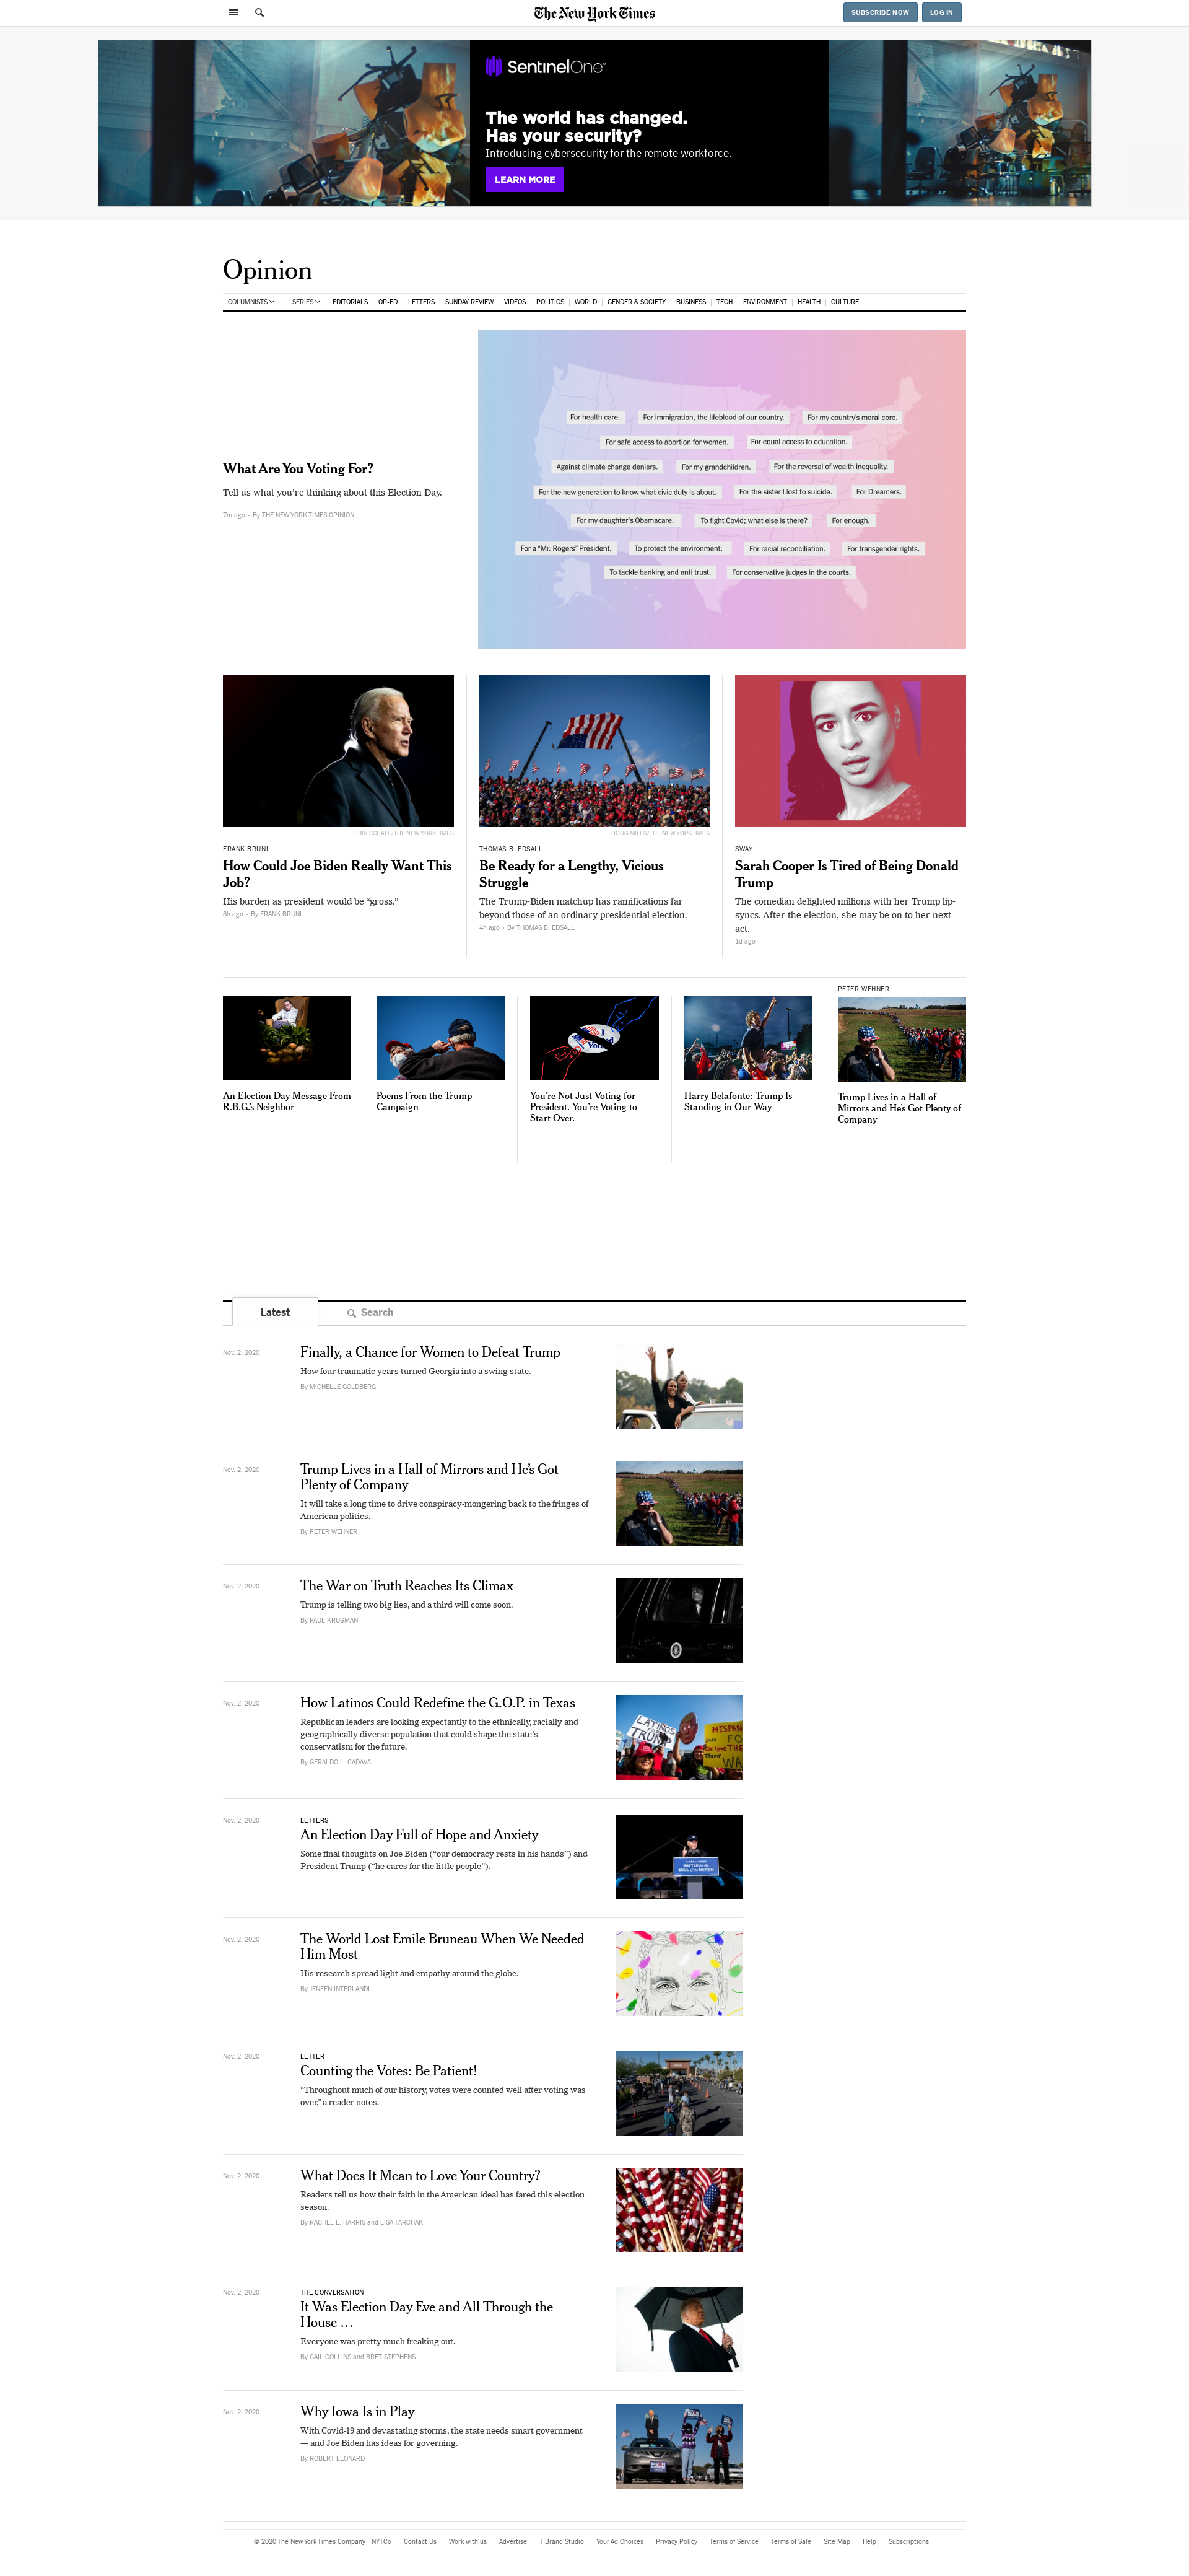 The New York Times
SUBSCRIBE NOW
LOG IN
SentinelOne™
The world has changed.
Has your security?
Introducing cybersecurity for the remote workforce.
LEARN MORE
Opinion
COLUMNISTS | SERIES EDITORIALS | OP-ED | LETTERS | SUNDAY REVIEW | VIDEOS | POLITICS | WORLD | GENDER & SOCIETY | BUSINESS | TECH | ENVIRONMENT | HEALTH | CULTURE
What Are You Voting For?
Tell us what you're thinking about this Election Day.
7m ago • By THE NEW YORK TIMES OPINION
For health care. For immigration, the lifeblood of our country. For my country's moral core.
For safe access to abortion for women. For equal access to education.
Against climate change deniers. For my grandchildren. For the reversal of wealth inequality.
For the new generation to know what civic duty is about. For the sister I lost to suicide. For Dreamers.
For my daughter's Obamacare. To fight Covid; what else is there? For enough.
For a “Mr. Rogers” President. To protect the environment. For racial reconciliation. For transgender rights.
To tackle banking and anti trust. For conservative judges in the courts.
ERIN SCHAFF/THE NEW YORK TIMES
FRANK BRUNI
How Could Joe Biden Really Want This
Job?
His burden as president would be “gross.”
8h ago • By FRANK BRUNI
DOUG MILLS/THE NEW YORK TIMES
THOMAS B. EDSALL
Be Ready for a Lengthy, Vicious
Struggle
The Trump-Biden matchup has ramifications far
beyond those of an ordinary presidential election.
4h ago • By THOMAS B. EDSALL
SWAY
Sarah Cooper Is Tired of Being Donald
Trump
The comedian delighted millions with her Trump lip-
syncs. After the election, she may be on to her next
act.
1d ago
An Election Day Message From
R.B.G.'s Neighbor
Poems From the Trump
Campaign
I
Voted
You're Not Just Voting for
President. You're Voting to
Start Over.
Harry Belafonte: Trump Is
Standing in Our Way
PETER WEHNER
Trump Lives in a Hall of
Mirrors and He's Got Plenty of
Company
Latest
Search
Nov. 2, 2020
Finally, a Chance for Women to Defeat Trump
How four traumatic years turned Georgia into a swing state.
By MICHELLE GOLDBERG
Nov. 2, 2020
Trump Lives in a Hall of Mirrors and He's Got
Plenty of Company
It will take a long time to drive conspiracy-mongering back to the fringes of
American politics.
By PETER WEHNER
Nov. 2, 2020
The War on Truth Reaches Its Climax
Trump is telling two big lies, and a third will come soon.
By PAUL KRUGMAN
Nov. 2, 2020
How Latinos Could Redefine the G.O.P. in Texas
Republican leaders are looking expectantly to the ethnically, racially and
geographically diverse population that could shape the state's
conservatism for the future.
By GERALDO L. CADAVA
LATINOS
TRUMP
Nov. 2, 2020
LETTERS
An Election Day Full of Hope and Anxiety
Some final thoughts on Joe Biden (“our democracy rests in his hands”) and
President Trump (“he cares for the little people”).
BATTLE for the
SOUL of the NATION
Nov. 2, 2020
The World Lost Emile Bruneau When We Needed
Him Most
His research spread light and empathy around the globe.
By JENEEN INTERLANDI
Nov. 2, 2020
LETTER
Counting the Votes: Be Patient!
“Throughout much of our history, votes were counted well after voting was
over,” a reader notes.
Nov. 2, 2020
What Does It Mean to Love Your Country?
Readers tell us how their faith in the American ideal has fared this election
season.
By RACHEL L. HARRIS and LISA TARCHAK
Nov. 2, 2020
THE CONVERSATION
It Was Election Day Eve and All Through the
House …
Everyone was pretty much freaking out.
By GAIL COLLINS and BRET STEPHENS
Nov. 2, 2020
Why Iowa Is in Play
With Covid-19 and devastating storms, the state needs smart government
— and Joe Biden has ideas for governing.
By ROBERT LEONARD
© 2020 The New York Times Company NYTCo Contact Us Work with us Advertise T Brand Studio Your Ad Choices Privacy Policy Terms of Service Terms of Sale Site Map Help Subscriptions